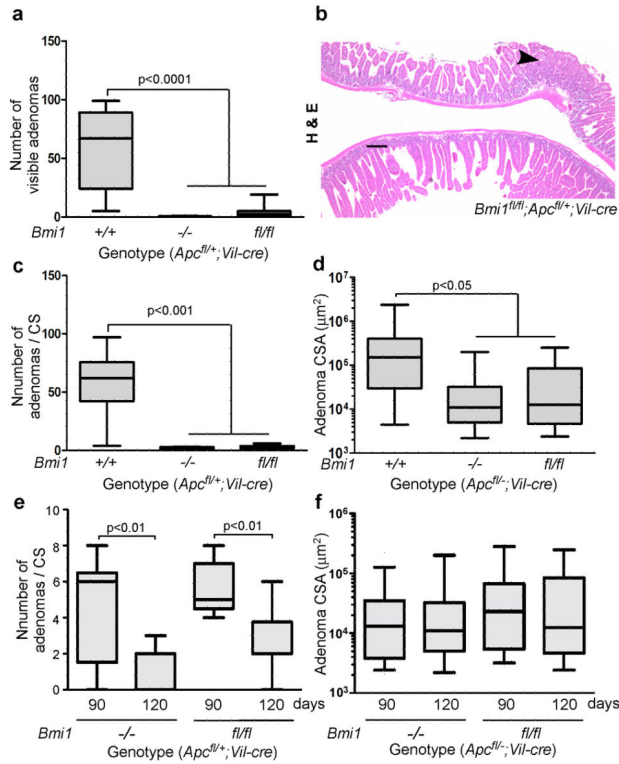 a
Number of
visible adenomas
150
100
50
0
p<0.0001
Bmi1
+/+
-/-
fl/fl
Genotype (Apcfl/+;Vil-cre)
b
H & E
Bmi1fl/fl;Apcfl/+;Vil-cre
c
Nnumber of
adenomas / CS
150
100
50
0
p<0.001
Bmi1
+/+
-/-
fl/fl
Genotype (Apcfl/+;Vil-cre)
d
Adenoma CSA (µm2)
107
106
105
104
103
p<0.05
Bmi1
+/+
-/-
fl/fl
Genotype (Apcfl/-;Vil-cre)
e
Nnumber of
adenomas / CS
10
8
6
4
2
0
p<0.01
p<0.01
90 120 90 120 days
Bmi1
-/-
fl/fl
Genotype (Apcfl/+;Vil-cre)
f
Adenoma CSA (µm2)
107
106
105
104
103
90 120 90 120 days
Bmi1
-/-
fl/fl
Genotype (Apcfl/-;Vil-cre)